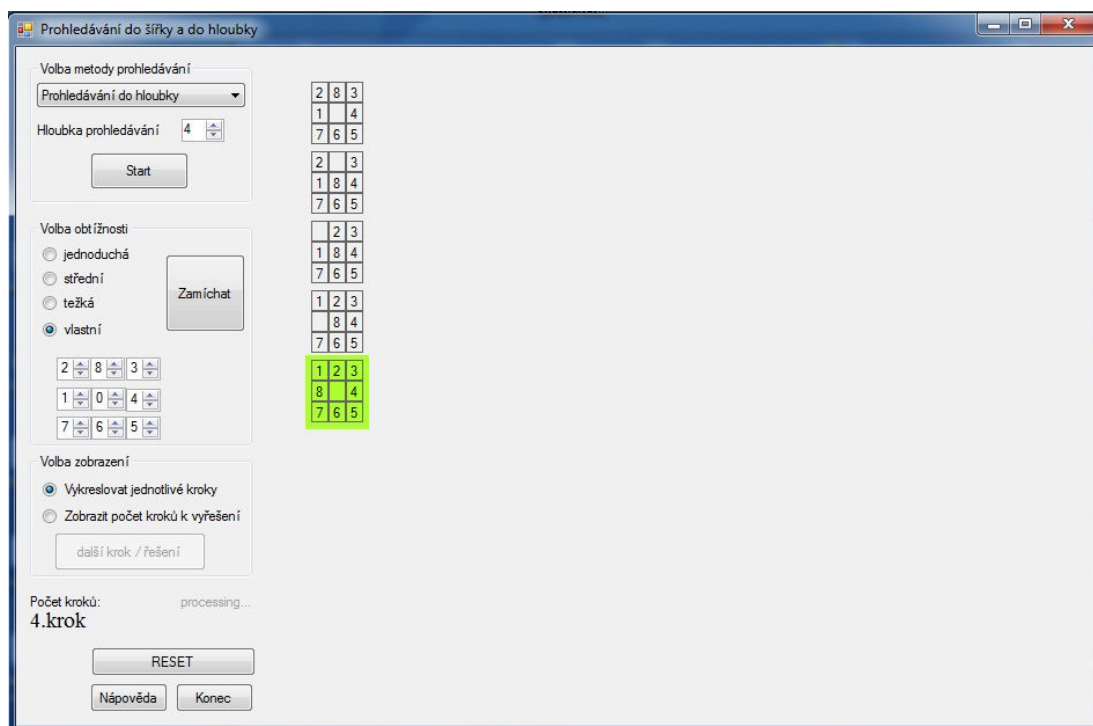 Prohledávání do šířky a do hloubky
Volba metody prohledávání
Prohledávání do hloubky
Hloubka prohledávání 4
Start
Volba obtížnosti
jednoduchá
střední
težká
vlastní
Zamíchat
2 8 3
1 0 4
7 6 5
Volba zobrazení
Vykreslovat jednotlivé kroky
Zobrazit počet kroků k vyřešení
další krok / řešení
Počet kroků: processing...
4.krok
RESET
Nápověda Konec
2 8 3
1 4
7 6 5
2 3
1 8 4
7 6 5
2 3
1 8 4
7 6 5
1 2 3
8 4
7 6 5
1 2 3
8 4
7 6 5